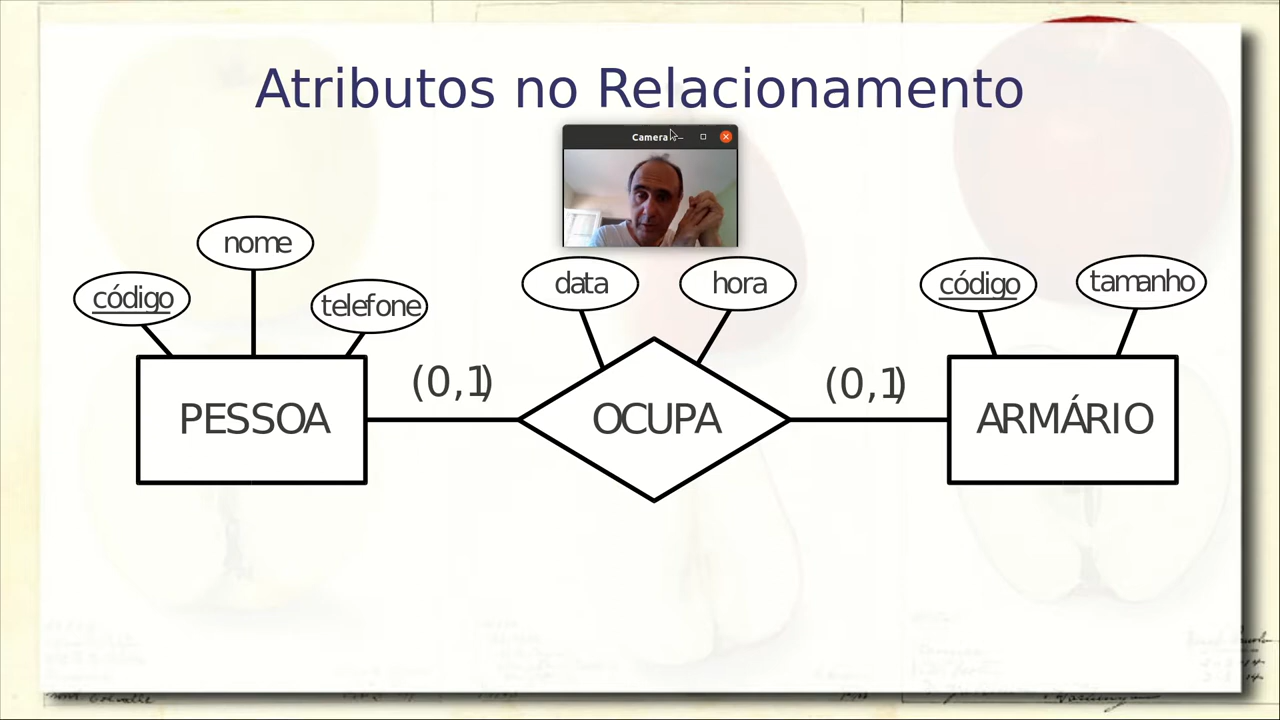 Atributos no Relacionamento
Camera
nome
código
telefone
data
hora
código
tamanho
(0,1)
(0,1)
PESSOA
OCUPA
ARMÁRIO